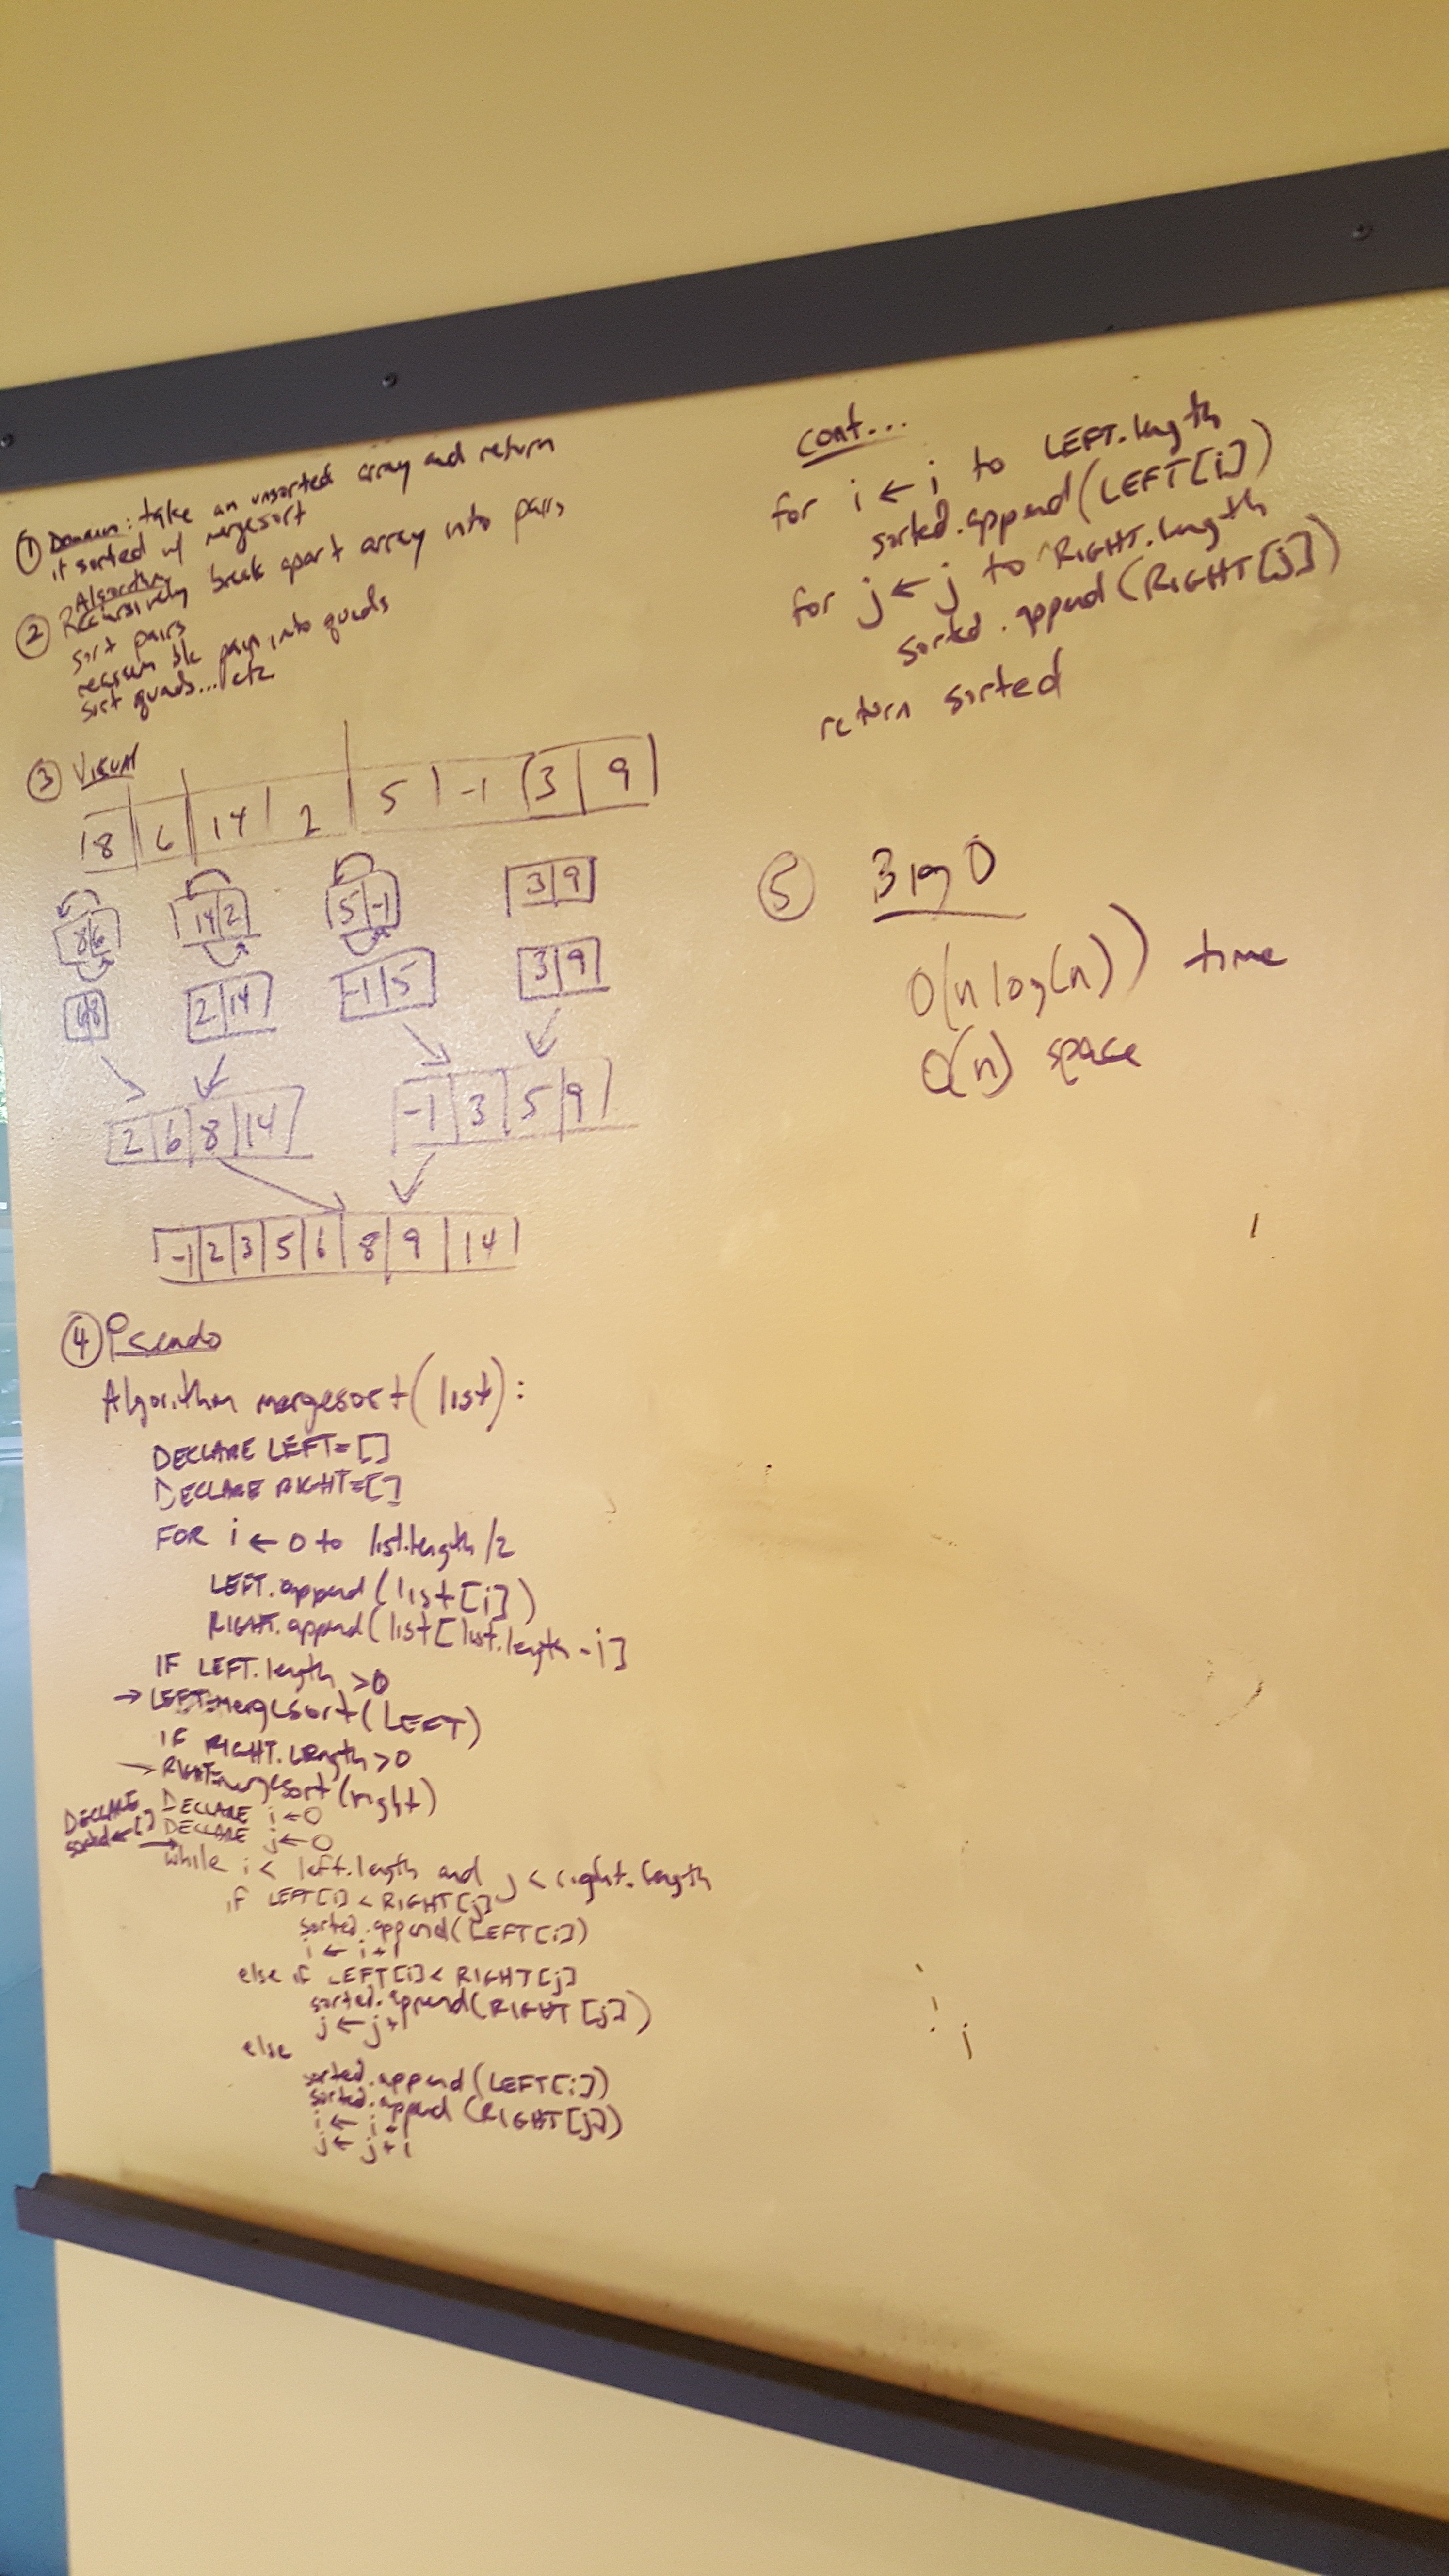 ① Domain: take an unsorted array and return
it sorted w/ mergesort
Algorithm
② Recursively break apart array into pairs
sort pairs
reassemble pairs into quads
sort quads... etc
③ Visual
8 | 6 | 14 | 2 | 5 | -1 | 3 | 9
8|6 14|2 5|-1 3|9
6|8 2|14 -1|5 3|9
2|6|8|14 -1|3|5|9
-1|2|3|5|6|8|9|14
④ Pseudo
Algorithm mergesort(list):
DECLARE LEFT=[]
DECLARE RIGHT=[]
FOR i ← 0 to list.length/2
LEFT.append(list[i])
RIGHT.append(list[list.length-i]
IF LEFT.length >0
→ LEFT=mergesort(LEFT)
IF RIGHT.Length >0
→ RIGHT=mergesort(right)
DECLARE i ← 0
DECLARE j ← 0
DECLARE sorted ← [] →
while i < left.length and j < right.length
if LEFT[i] < RIGHT[j]
sorted.append(LEFT[i])
i ← i+1
else if LEFT[i] < RIGHT[j]
sorted.append(RIGHT[j])
j ← j+1
else
sorted.append(LEFT[i])
sorted.append(RIGHT[j])
i ← i+1
j ← j+1
cont...
for i ← i to LEFT.length
sorted.append(LEFT[i])
for j ← j to RIGHT.length
sorted.append(RIGHT[j])
return sorted
⑤ Big O
O(n log(n)) time
O(n) space